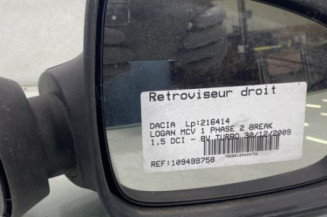 Retroviseur droit
DACIA Lp:216414
LOGAN MCV 1 PHASE 2 BREAK
1.5 DCI - 8V TURBO 30/12/2009
REF:109499758